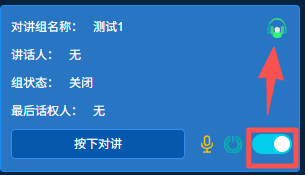 对讲组名称： 测试1
讲话人： 无
组状态： 关闭
最后话权人： 无
按下对讲